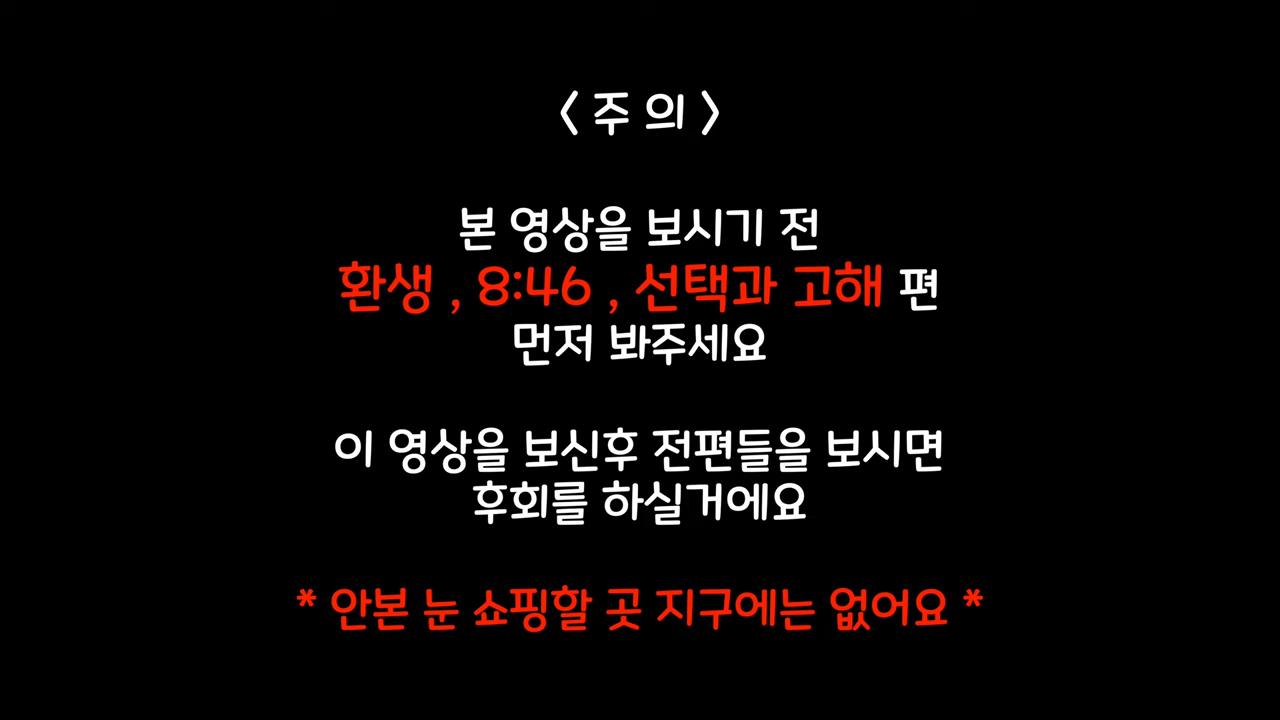 〈 주 의 〉
본 영상을 보시기 전
환생 , 8:46 , 선택과 고해 편
먼저 봐주세요
이 영상을 보신후 전편들을 보시면
후회를 하실거에요
* 안본 눈 쇼핑할 곳 지구에는 없어요 *